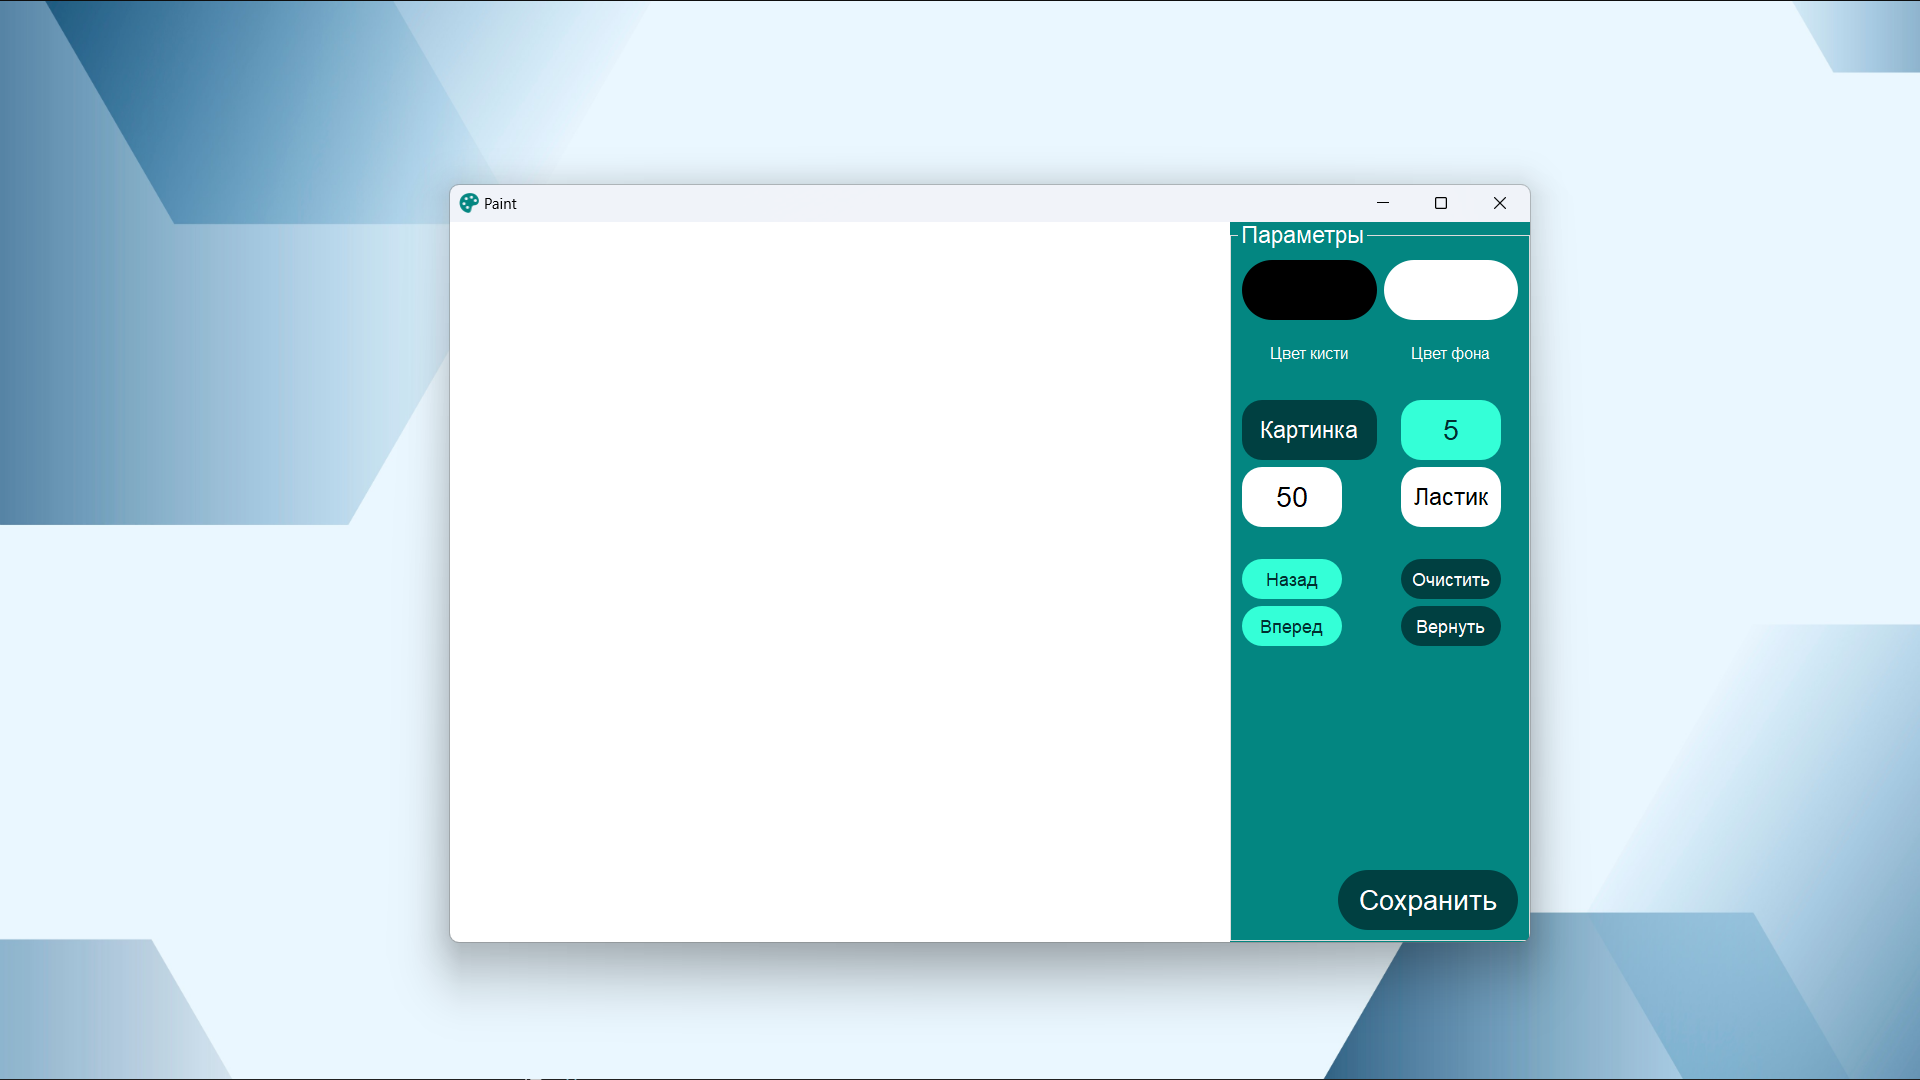 Paint
Параметры
Цвет кисти Цвет фона
Картинка 5
50 Ластик
Назад Очистить
Вперед Вернуть
Сохранить